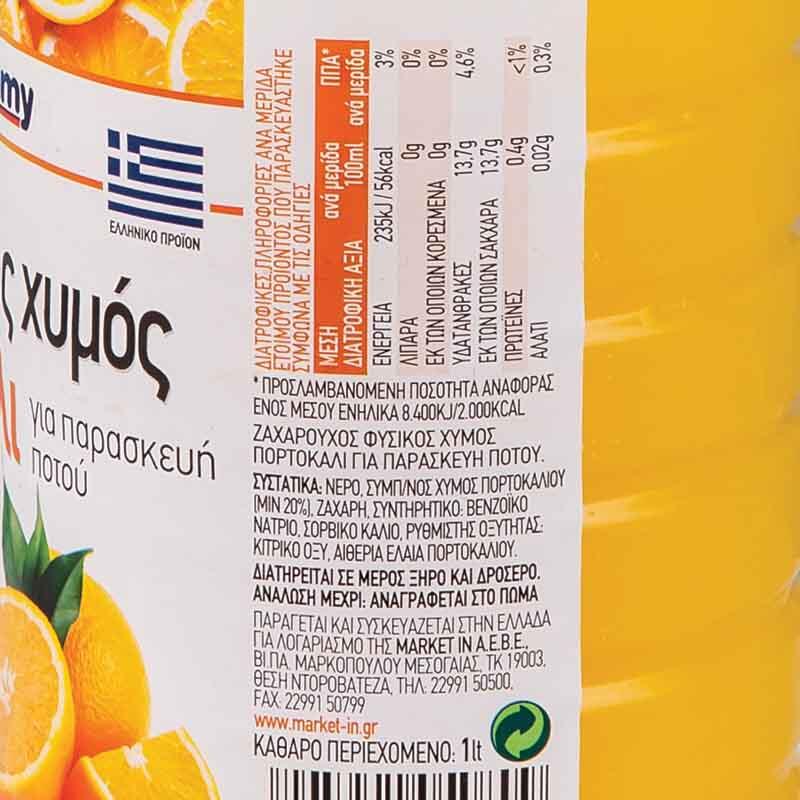 my
ΕΛΛΗΝΙΚΟ ΠΡΟΪΟΝ
ς χυμός
για παρασκευή
ποτού
ΔΙΑΤΡΟΦΙΚΕΣ ΠΛΗΡΟΦΟΡΙΕΣ ΑΝΑ ΜΕΡΙΔΑ
ΕΤΟΙΜΟΥ ΠΡΟΪΟΝΤΟΣ ΠΟΥ ΠΑΡΑΣΚΕΥΑΣΤΗΚΕ
ΣΥΜΦΩΝΑ ΜΕ ΤΙΣ ΟΔΗΓΙΕΣ
ΜΕΣΗ ανά μερίδα ΠΠΑ*
ΔΙΑΤΡΟΦΙΚΗ ΑΞΙΑ 100ml ανά μερίδα
ΕΝΕΡΓΕΙΑ 235kJ / 56kcal 3%
ΛΙΠΑΡΑ 0g 0%
ΕΚ ΤΩΝ ΟΠΟΙΩΝ ΚΟΡΕΣΜΕΝΑ 0g 0%
ΥΔΑΤΑΝΘΡΑΚΕΣ 13.7g 4,6%
ΕΚ ΤΩΝ ΟΠΟΙΩΝ ΣΑΚΧΑΡΑ 13.7g
ΠΡΩΤΕΪΝΕΣ 0.4g <1%
ΑΛΑΤΙ 0,02g 0.3%
* ΠΡΟΣΛΑΜΒΑΝΟΜΕΝΗ ΠΟΣΟΤΗΤΑ ΑΝΑΦΟΡΑΣ
ΕΝΟΣ ΜΕΣΟΥ ΕΝΗΛΙΚΑ 8.400KJ/2.000KCAL
ΖΑΧΑΡΟΥΧΟΣ ΦΥΣΙΚΟΣ ΧΥΜΟΣ
ΠΟΡΤΟΚΑΛΙ ΓΙΑ ΠΑΡΑΣΚΕΥΗ ΠΟΤΟΥ.
ΣΥΣΤΑΤΙΚΑ: ΝΕΡΟ, ΣΥΜΠ/ΝΟΣ ΧΥΜΟΣ ΠΟΡΤΟΚΑΛΙΟΥ
(MIN 20%), ΖΑΧΑΡΗ, ΣΥΝΤΗΡΗΤΙΚΟ: ΒΕΝΖΟΪΚΟ
ΝΑΤΡΙΟ, ΣΟΡΒΙΚΟ ΚΑΛΙΟ, ΡΥΘΜΙΣΤΗΣ ΟΞΥΤΗΤΑΣ:
ΚΙΤΡΙΚΟ ΟΞΥ, ΑΙΘΕΡΙΑ ΕΛΑΙΑ ΠΟΡΤΟΚΑΛΙΟΥ.
ΔΙΑΤΗΡΕΙΤΑΙ ΣΕ ΜΕΡΟΣ ΞΗΡΟ ΚΑΙ ΔΡΟΣΕΡΟ.
ΑΝΑΛΩΣΗ ΜΕΧΡΙ: ΑΝΑΓΡΑΦΕΤΑΙ ΣΤΟ ΠΩΜΑ
ΠΑΡΑΓΕΤΑΙ ΚΑΙ ΣΥΣΚΕΥΑΖΕΤΑΙ ΣΤΗΝ ΕΛΛΑΔΑ
ΓΙΑ ΛΟΓΑΡΙΑΣΜΟ ΤΗΣ MARKET IN A.E.B.E.,
ΒΙ.ΠΑ. ΜΑΡΚΟΠΟΥΛΟΥ ΜΕΣΟΓΑΙΑΣ, ΤΚ 19003,
ΘΕΣΗ ΝΤΟΡΟΒΑΤΕΖΑ, ΤΗΛ: 22991 50500,
FAX: 22991 50799
www.market-in.gr
ΚΑΘΑΡΟ ΠΕΡΙΕΧΟΜΕΝΟ: 1lt